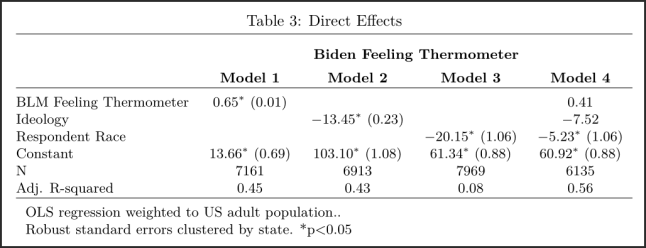 Table 3: Direct Effects
Biden Feeling Thermometer
Model 1 Model 2 Model 3 Model 4
BLM Feeling Thermometer 0.65* (0.01) 0.41
Ideology −13.45* (0.23) −7.52
Respondent Race −20.15* (1.06) −5.23* (1.06)
Constant 13.66* (0.69) 103.10* (1.08) 61.34* (0.88) 60.92* (0.88)
N 7161 6913 7969 6135
Adj. R-squared 0.45 0.43 0.08 0.56
OLS regression weighted to US adult population..
Robust standard errors clustered by state. *p<0.05